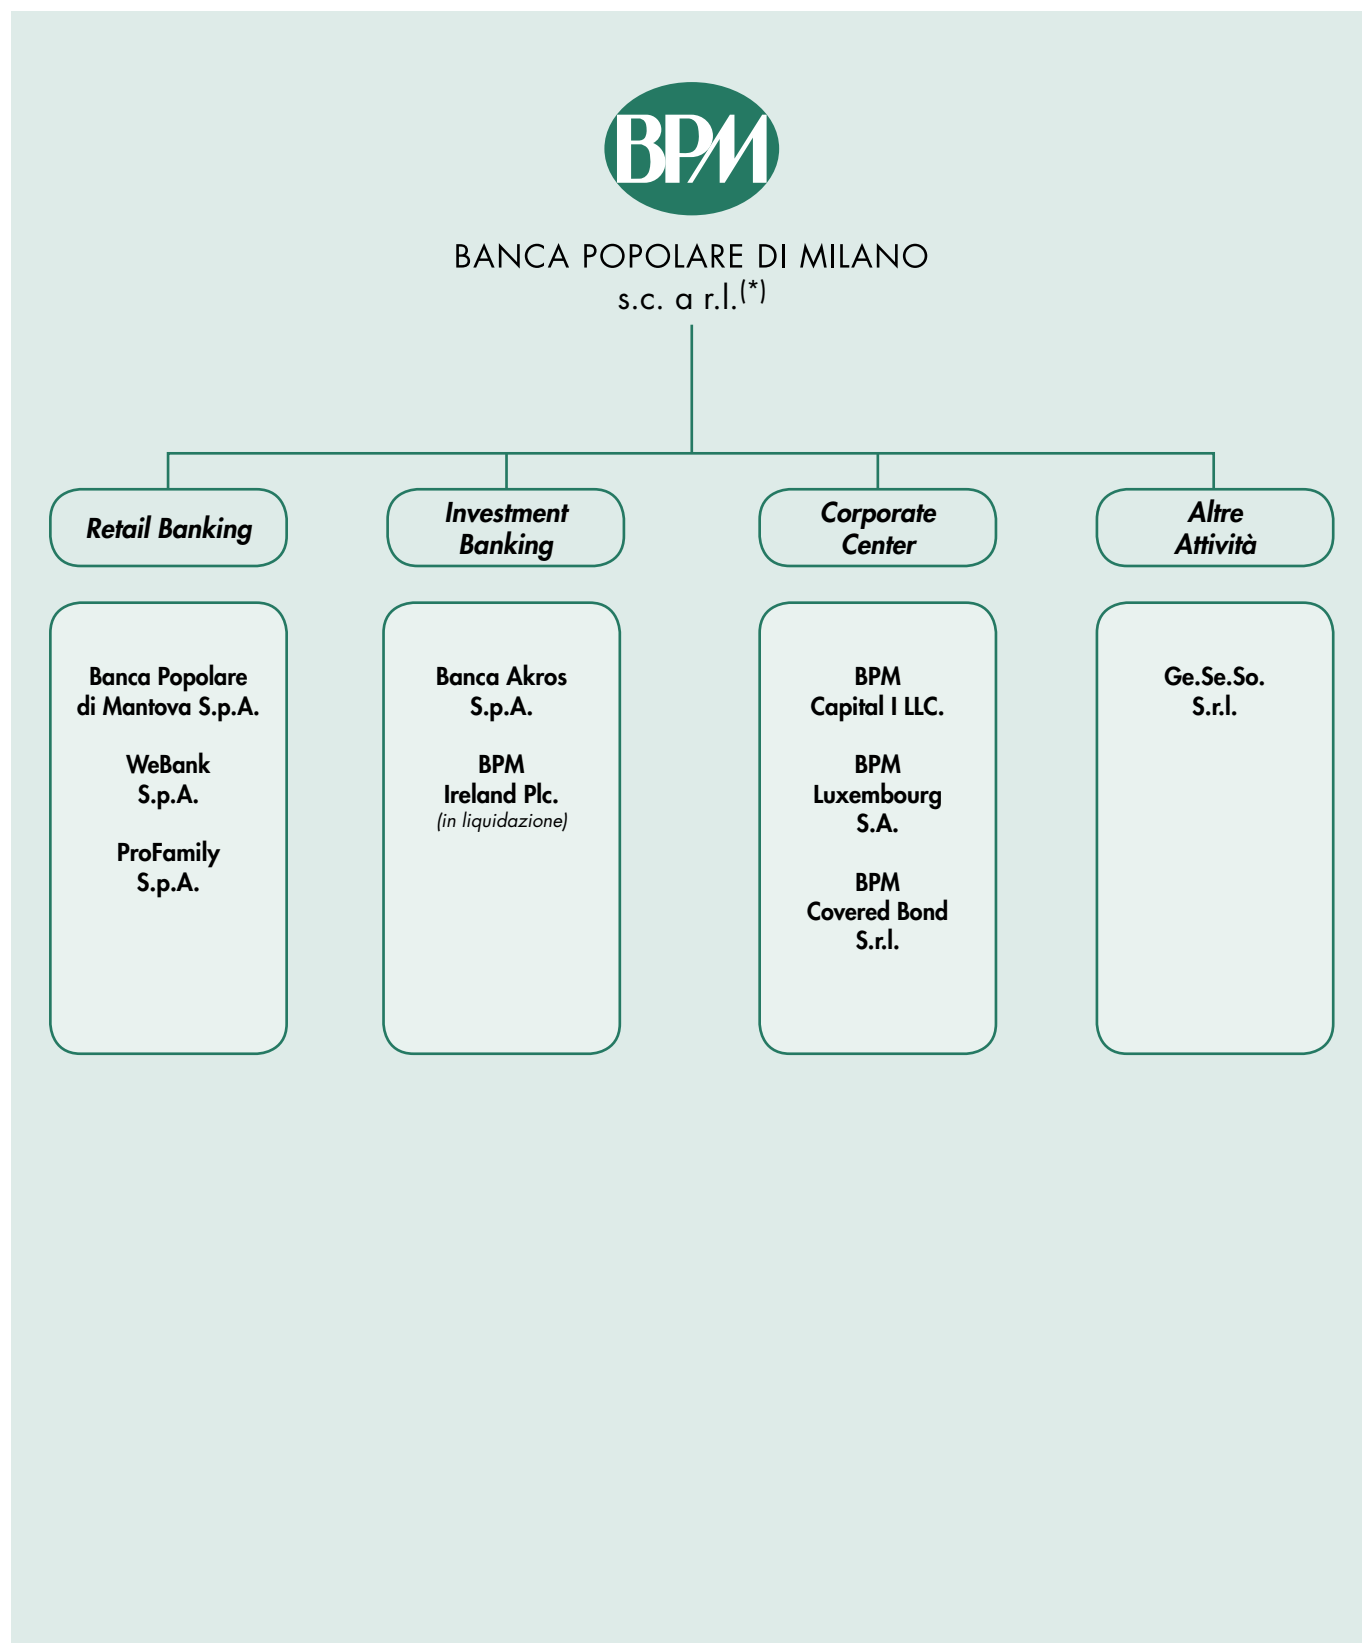 BPM
BANCA POPOLARE DI MILANO
s.c. a r.l.(*)
Retail Banking
Banca Popolare
di Mantova S.p.A.
WeBank
S.p.A.
ProFamily
S.p.A.
Investment
Banking
Banca Akros
S.p.A.
BPM
Ireland Plc.
(in liquidazione)
Corporate
Center
BPM
Capital I LLC.
BPM
Luxembourg
S.A.
BPM
Covered Bond
S.r.l.
Altre
Attività
Ge.Se.So.
S.r.l.